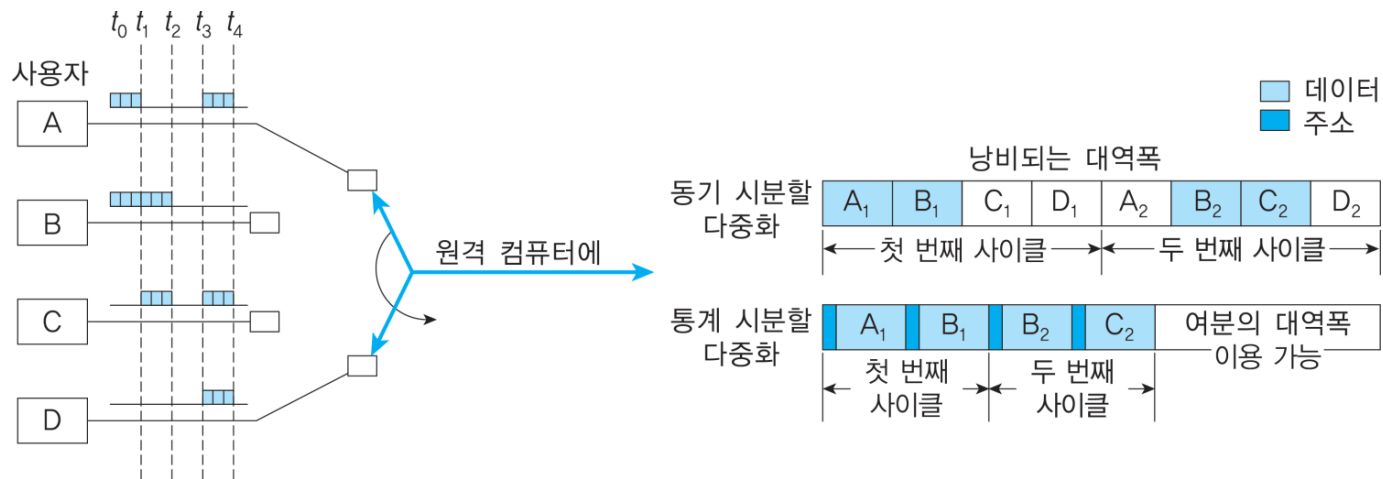 t0 t1 t2 t3 t4
사용자
A
B
C
D
원격 컴퓨터에
데이터
주소
낭비되는 대역폭
동기 시분할
다중화
A1 B1 C1 D1 A2 B2 C2 D2
첫 번째 사이클 두 번째 사이클
통계 시분할
다중화
A1 B1 B2 C2 여분의 대역폭
이용 가능
첫 번째
사이클
두 번째
사이클